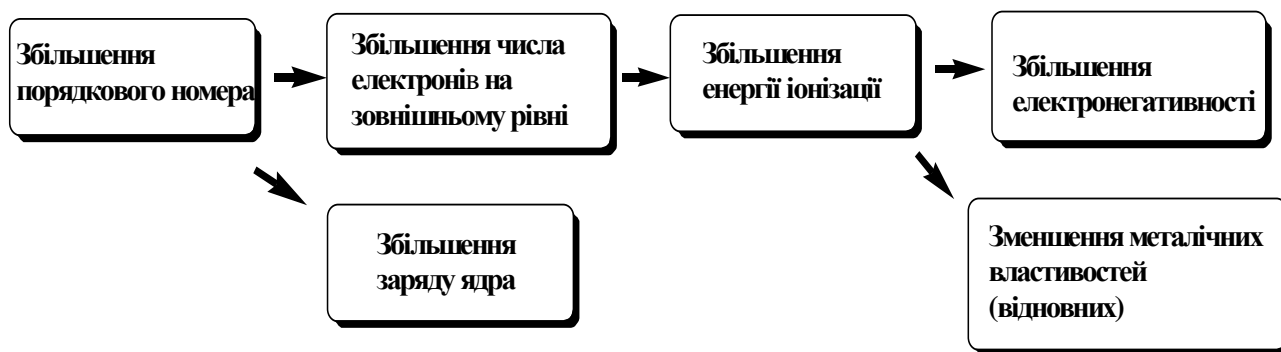 Збільшення
порядкового номера
Збільшення числа
електронів на
зовнішньому рівні
Збільшення
енергії іонізації
Збільшення
електронегативності
Збільшення
заряду ядра
Зменшення металічних
властивостей
(відновних)